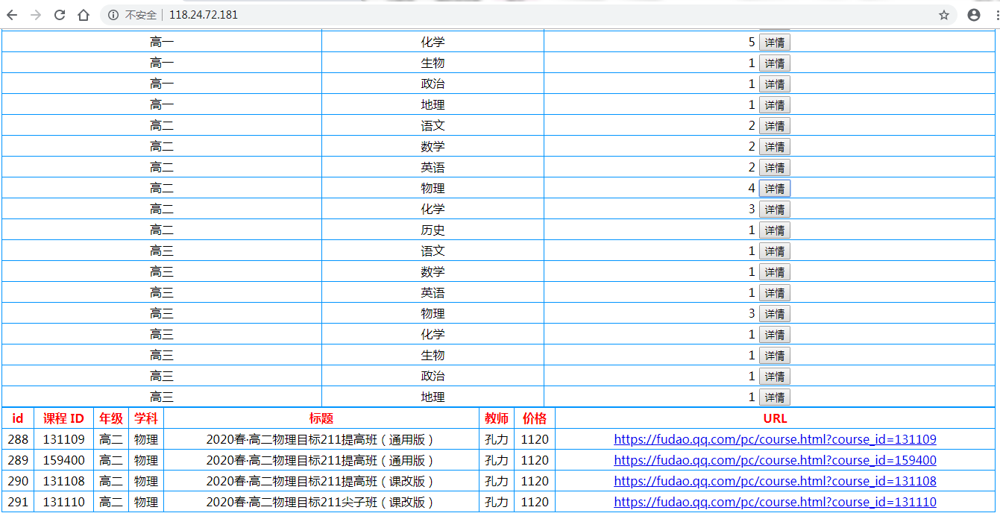 不安全 118.24.72.181
高一 化学 5 详情
高一 生物 1 详情
高一 政治 1 详情
高一 地理 1 详情
高二 语文 2 详情
高二 数学 2 详情
高二 英语 2 详情
高二 物理 4 详情
高二 化学 3 详情
高二 历史 1 详情
高三 语文 1 详情
高三 数学 1 详情
高三 英语 1 详情
高三 物理 3 详情
高三 化学 1 详情
高三 生物 1 详情
高三 政治 1 详情
高三 地理 1 详情
id 课程 ID 年级 学科 标题 教师 价格 URL
288 131109 高二 物理 2020春·高二物理目标211提高班（通用版） 孔力 1120 https://fudao.qq.com/pc/course.html?course_id=131109
289 159400 高二 物理 2020春·高二物理目标211提高班（通用版） 孔力 1120 https://fudao.qq.com/pc/course.html?course_id=159400
290 131108 高二 物理 2020春·高二物理目标211提高班（课改版） 孔力 1120 https://fudao.qq.com/pc/course.html?course_id=131108
291 131110 高二 物理 2020春·高二物理目标211尖子班（课改版） 孔力 1120 https://fudao.qq.com/pc/course.html?course_id=131110